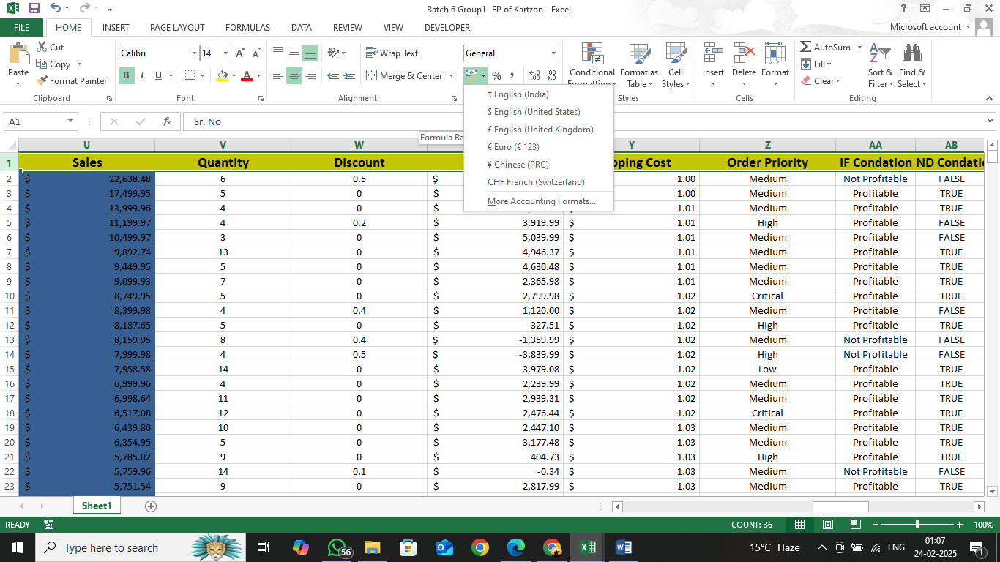 Batch 6 Group1- EP of Kartzon - Excel
FILE HOME INSERT PAGE LAYOUT FORMULAS DATA REVIEW VIEW DEVELOPER Microsoft account
Paste
Cut
Copy
Format Painter
Clipboard
Calibri 14
B I U A
Font
Wrap Text
Merge & Center
Alignment
General
%
Conditional Formatting
Format as Table
Cell Styles
Styles
Insert Delete Format
Cells
AutoSum
Fill
Clear
Sort & Filter
Find & Select
Editing
₹ English (India)
$ English (United States)
£ English (United Kingdom)
€ Euro (€ 123)
¥ Chinese (PRC)
CHF French (Switzerland)
More Accounting Formats...
A1 fx Sr. No
Formula Ba
U V W Y Z AA AB
1 Sales Quantity Discount pping Cost Order Priority IF Condation ND Condatio
2 $ 22,638.48 6 0.5 $ 1.00 Medium Not Profitable FALSE
3 $ 17,499.95 5 0 $ 1.00 Medium Profitable TRUE
4 $ 13,999.96 4 0 $ 1.01 Medium Profitable TRUE
5 $ 11,199.97 4 0.2 $ 3,919.99 $ 1.01 High Profitable FALSE
6 $ 10,499.97 3 0 $ 5,039.99 $ 1.01 Medium Profitable FALSE
7 $ 9,892.74 13 0 $ 4,946.37 $ 1.01 Medium Profitable TRUE
8 $ 9,449.95 5 0 $ 4,630.48 $ 1.01 Medium Profitable TRUE
9 $ 9,099.93 7 0 $ 2,365.98 $ 1.01 Medium Profitable TRUE
10 $ 8,749.95 5 0 $ 2,799.98 $ 1.02 Critical Profitable TRUE
11 $ 8,399.98 4 0.4 $ 1,120.00 $ 1.02 Medium Profitable FALSE
12 $ 8,187.65 5 0 $ 327.51 $ 1.02 High Profitable TRUE
13 $ 8,159.95 8 0.4 $ -1,359.99 $ 1.02 Medium Not Profitable FALSE
14 $ 7,999.98 4 0.5 $ -3,839.99 $ 1.02 High Not Profitable FALSE
15 $ 7,958.58 14 0 $ 3,979.08 $ 1.02 Low Profitable TRUE
16 $ 6,999.96 4 0 $ 2,239.99 $ 1.02 Medium Profitable TRUE
17 $ 6,998.64 11 0 $ 2,939.31 $ 1.02 Medium Profitable TRUE
18 $ 6,517.08 12 0 $ 2,476.44 $ 1.02 Critical Profitable TRUE
19 $ 6,439.80 10 0 $ 2,447.10 $ 1.03 Medium Profitable TRUE
20 $ 6,354.95 5 0 $ 3,177.48 $ 1.03 Medium Profitable TRUE
21 $ 5,785.02 9 0 $ 404.73 $ 1.03 High Profitable TRUE
22 $ 5,759.96 14 0.1 $ -0.34 $ 1.03 Medium Not Profitable FALSE
23 $ 5,751.54 9 0 $ 2,817.99 $ 1.03 Medium Profitable TRUE
Sheet1
READY COUNT: 36 100%
Type here to search 56 15°C Haze ENG 01:07
24-02-2025 1